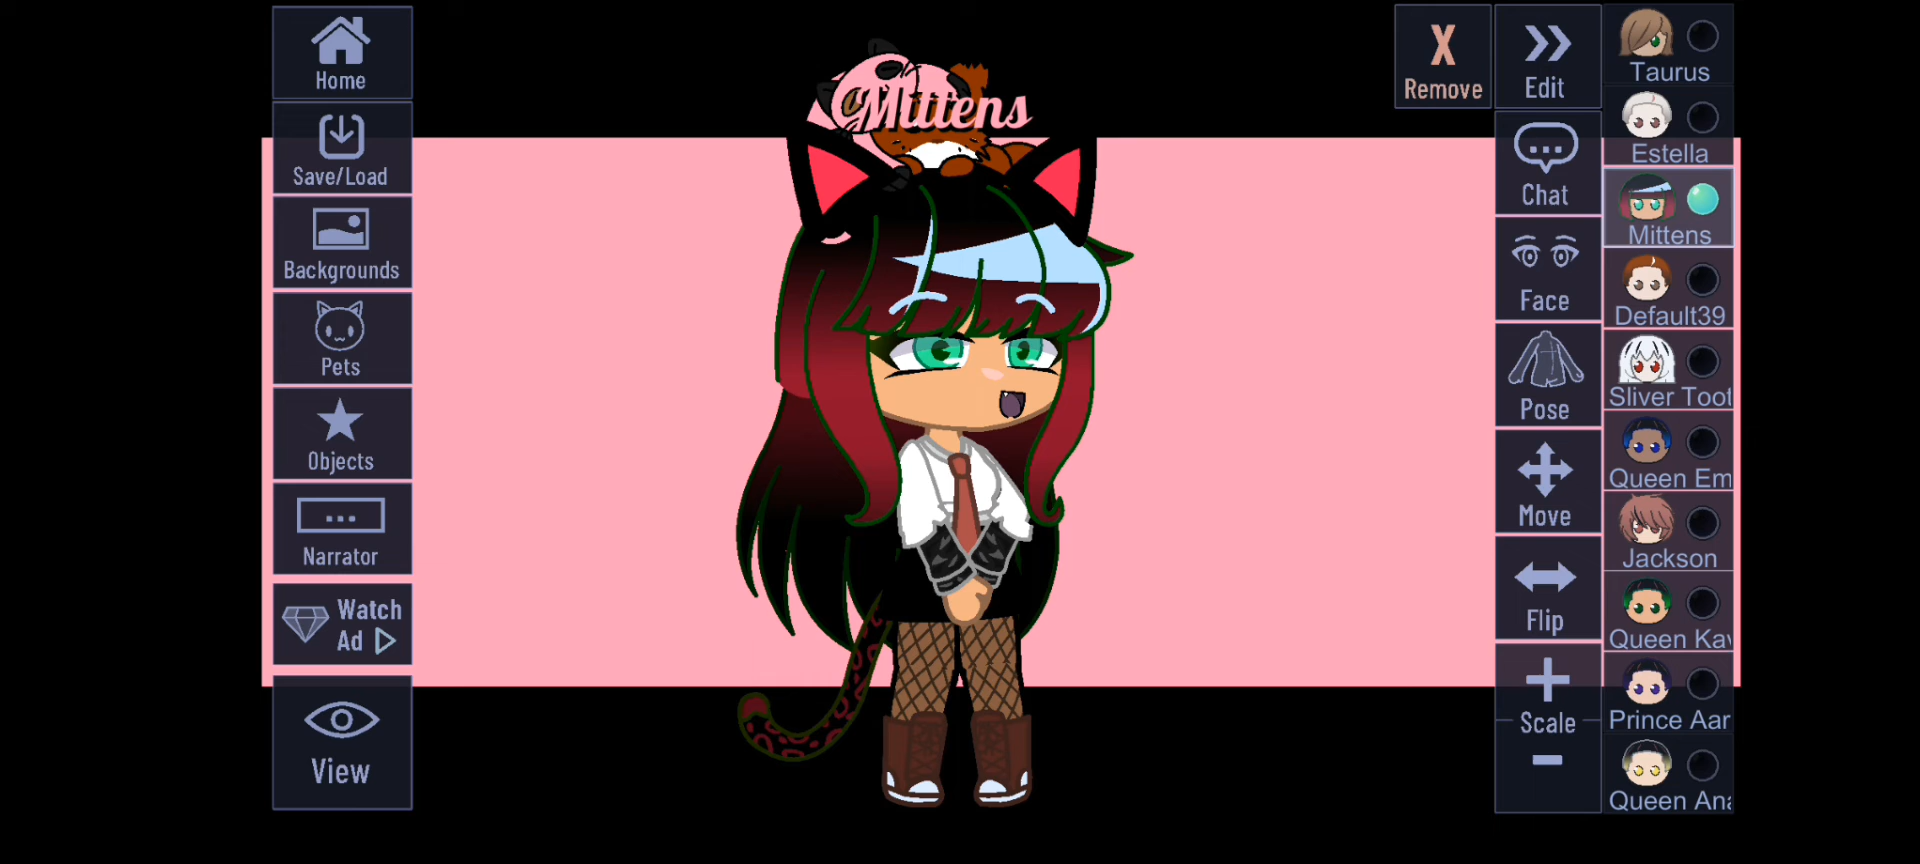 Home
Save/Load
Backgrounds
Pets
Objects
Narrator
Watch
Ad
View
Mittens
X
Remove
Edit
Chat
Face
Pose
Move
Flip
Scale
Taurus
Estella
Mittens
Default39
Sliver Toot
Queen Em
Jackson
Queen Kav
Prince Aar
Queen Ana